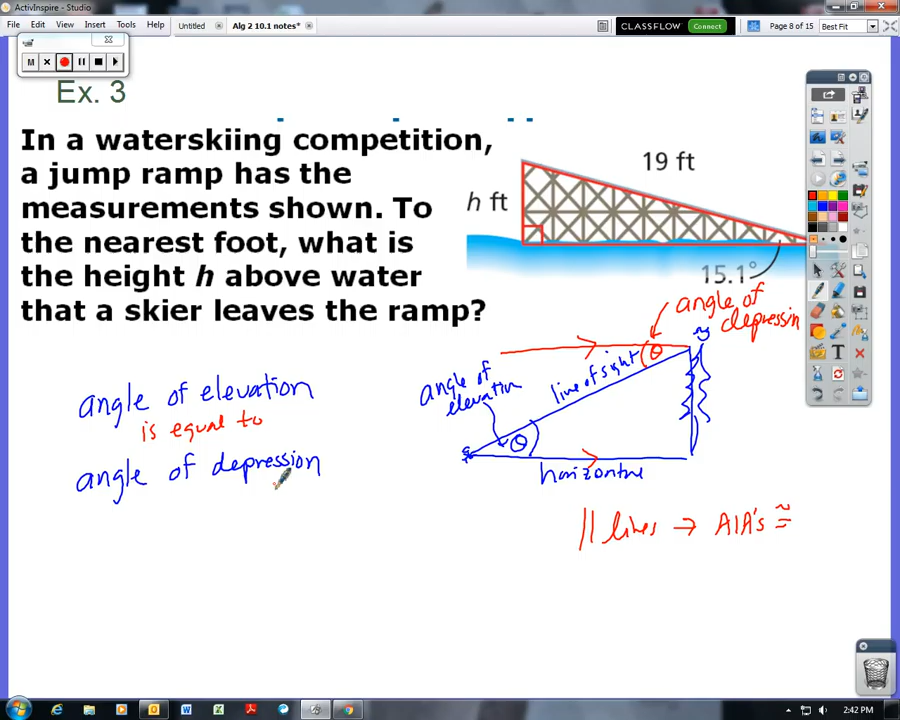 ActivInspire - Studio
File Edit View Insert Tools Help
Untitled
Alg 2 10.1 notes*
CLASSFLOW
Connect
Page 8 of 15
Best Fit
M
Ex. 3
In a waterskiing competition,
a jump ramp has the
measurements shown. To
the nearest foot, what is
the height h above water
that a skier leaves the ramp?
19 ft
h ft
15.1°
angle of
depression
θ
line of sight
angle of
elevation
θ
horizontal
angle of elevation
is equal to
angle of depression
|| lines → AIA's ≅
2:42 PM